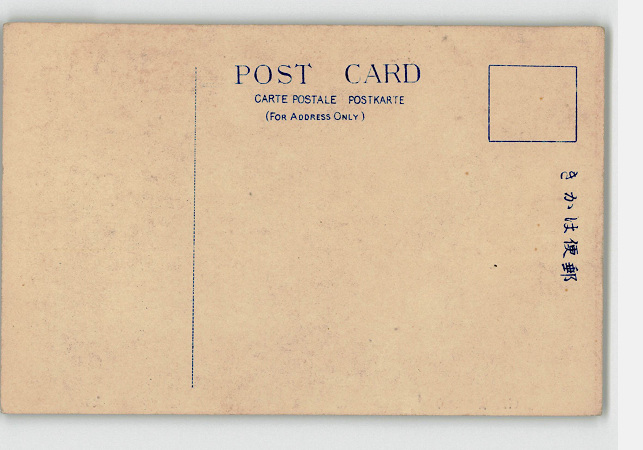 POST CARD
CARTE POSTALE POSTKARTE
(FOR ADDRESS ONLY)
きかは便郵